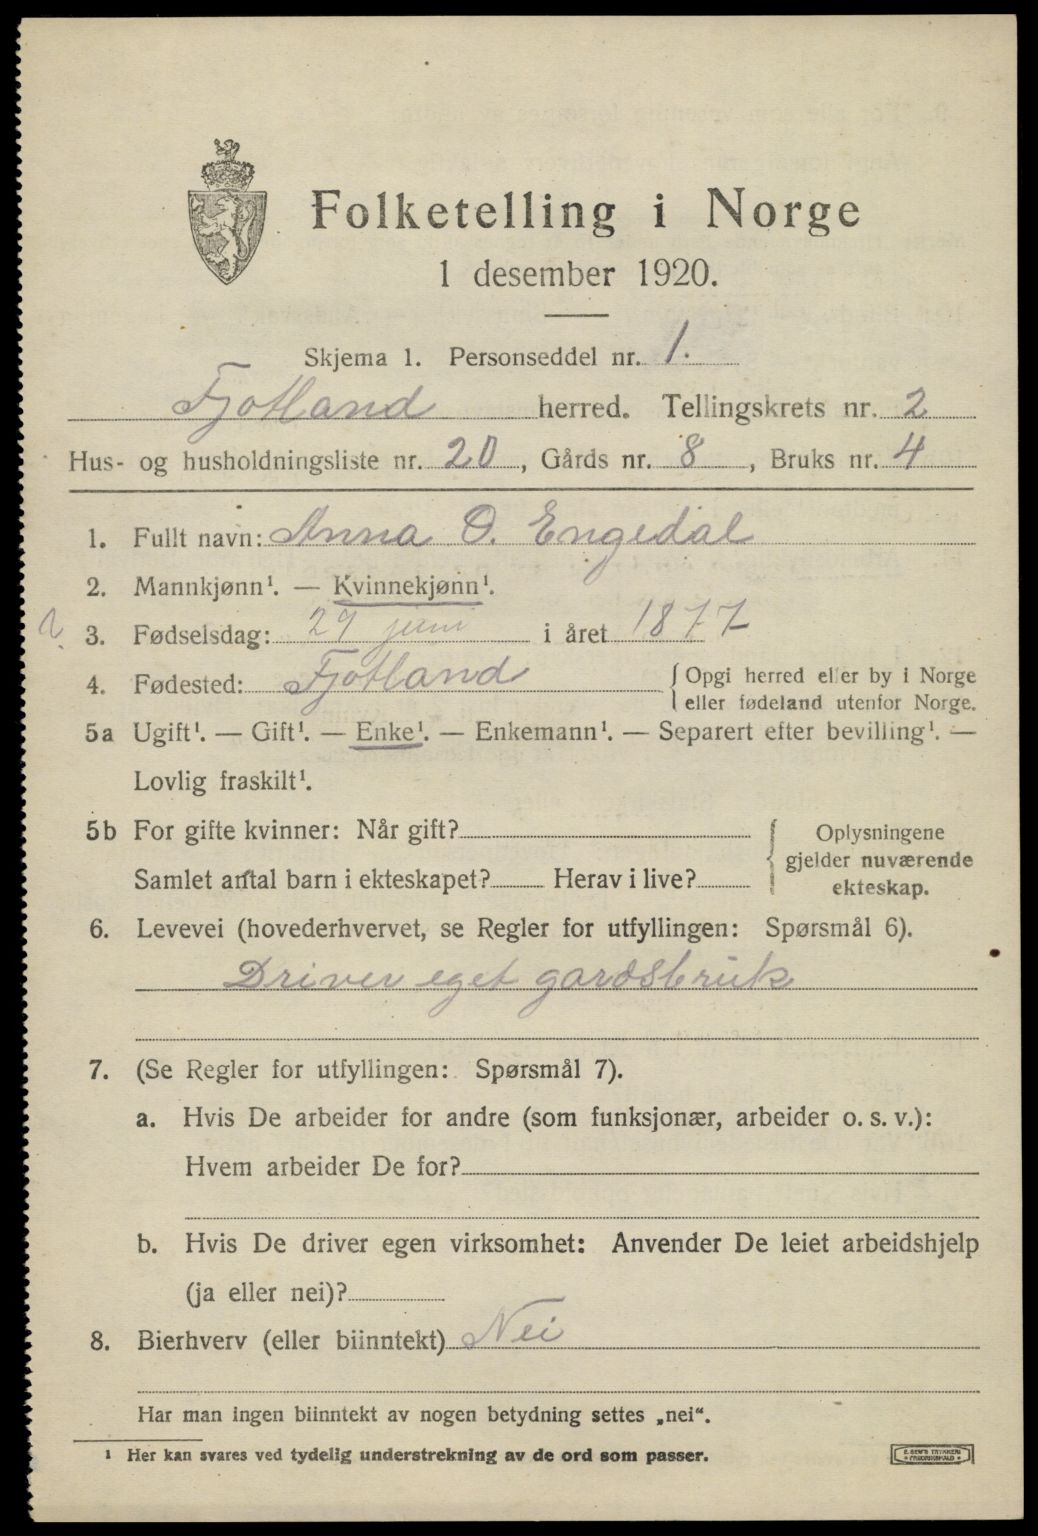 Folketelling i Norge
1 desember 1920.
Skjema 1. Personseddel nr. 1.
Fjotland herred. Tellingskrets nr. 2
Hus- og husholdningsliste nr. 20, Gårds nr. 8, Bruks nr. 4
1. Fullt navn: Anna O. Engedal
2. Mannkjønn¹. — Kvinnekjønn¹.
3. Fødselsdag: 27 juni i året 1877
4. Fødested: Fjotland { Opgi herred eller by i Norge
eller fødeland utenfor Norge.
5a Ugift¹. — Gift¹. — Enke¹. — Enkemann¹. — Separert efter bevilling¹. —
Lovlig fraskilt¹.
5b For gifte kvinner: Når gift? { Oplysningene
gjelder nuværende
Samlet antal barn i ekteskapet? Herav i live? ekteskap.
6. Levevei (hovederhvervet, se Regler for utfyllingen: Spørsmål 6).
Driver eget gardsbruk
7. (Se Regler for utfyllingen: Spørsmål 7).
a. Hvis De arbeider for andre (som funksjonær, arbeider o. s. v.):
Hvem arbeider De for?
b. Hvis De driver egen virksomhet: Anvender De leiet arbeidshjelp
(ja eller nei)?
8. Bierhverv (eller biinntekt) Nei
Har man ingen biinntekt av nogen betydning settes „nei“.
¹ Her kan svares ved tydelig understrekning av de ord som passer.
E. SEM'S TRYKKERI
* FREDRIKSHALD *